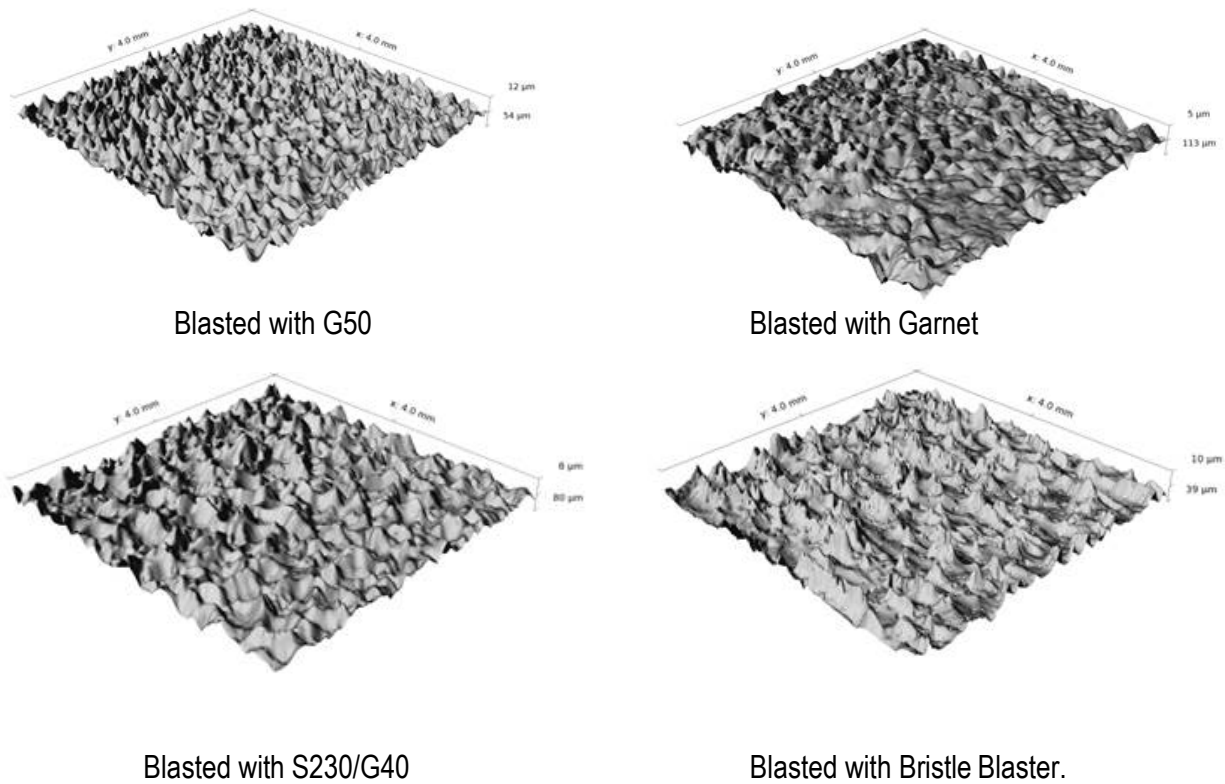 y: 4.0 mm
x: 4.0 mm
12 µm
54 µm
Blasted with G50
y: 4.0 mm
x: 4.0 mm
5 µm
113 µm
Blasted with Garnet
y: 4.0 mm
x: 4.0 mm
8 µm
80 µm
Blasted with S230/G40
y: 4.0 mm
x: 4.0 mm
10 µm
39 µm
Blasted with Bristle Blaster.